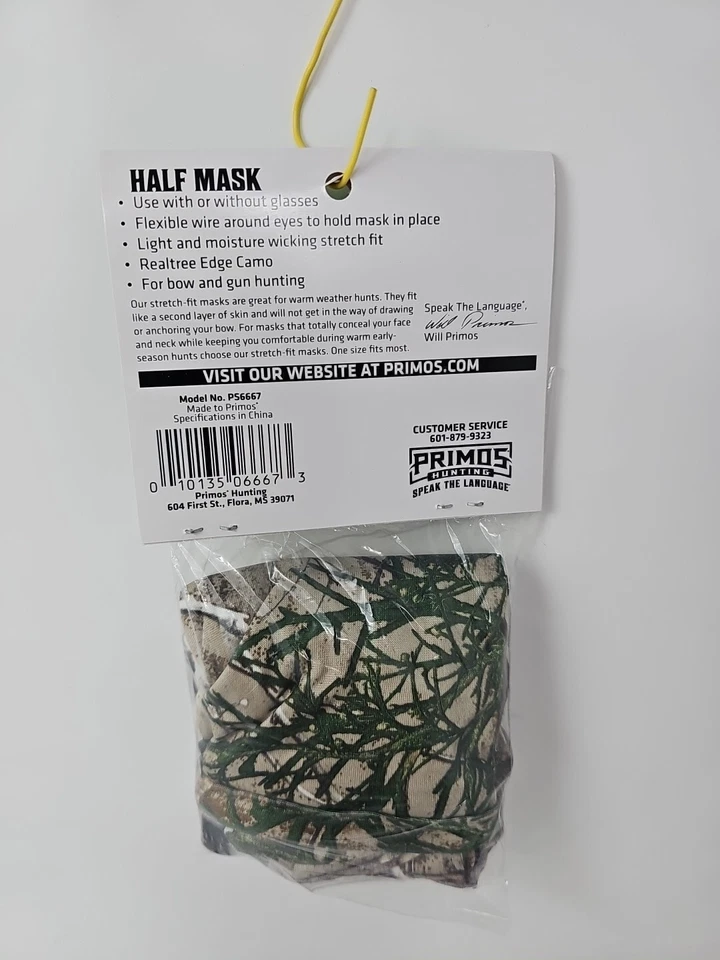 HALF MASK
• Use with or without glasses
• Flexible wire around eyes to hold mask in place
• Light and moisture wicking stretch fit
• Realtree Edge Camo
• For bow and gun hunting
Our stretch-fit masks are great for warm weather hunts. They fit
like a second layer of skin and will not get in the way of drawing
or anchoring your bow. For masks that totally conceal your face
and neck while keeping you comfortable during warm early-
season hunts choose our stretch-fit masks. One size fits most.
Speak The Language®,
Will Primos
Will Primos
VISIT OUR WEBSITE AT PRIMOS.COM
Model No. PS6667
Made to Primos®
Specifications in China
0 10135 06667 3
Primos® Hunting
604 First St., Flora, MS 39071
CUSTOMER SERVICE
601-879-9323
PRIMOS
HUNTING
SPEAK THE LANGUAGE®